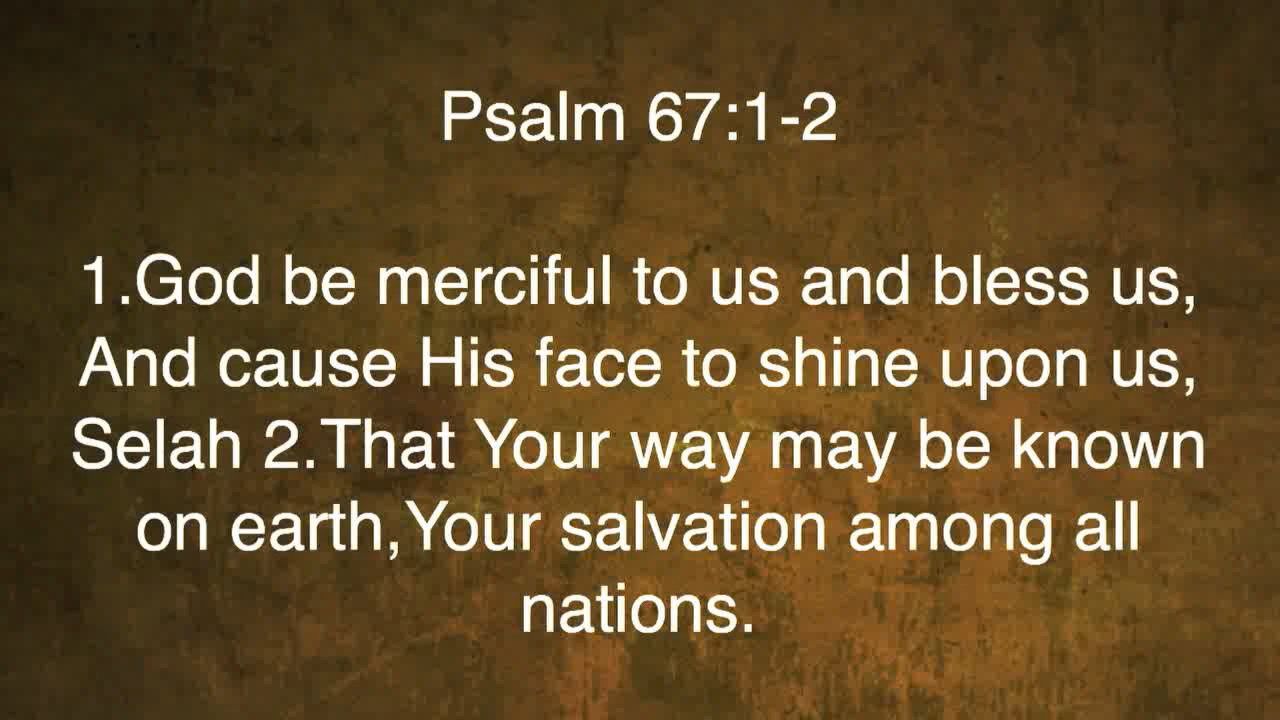 Psalm 67:1-2
1.God be merciful to us and bless us,
And cause His face to shine upon us,
Selah 2.That Your way may be known
on earth,Your salvation among all
nations.